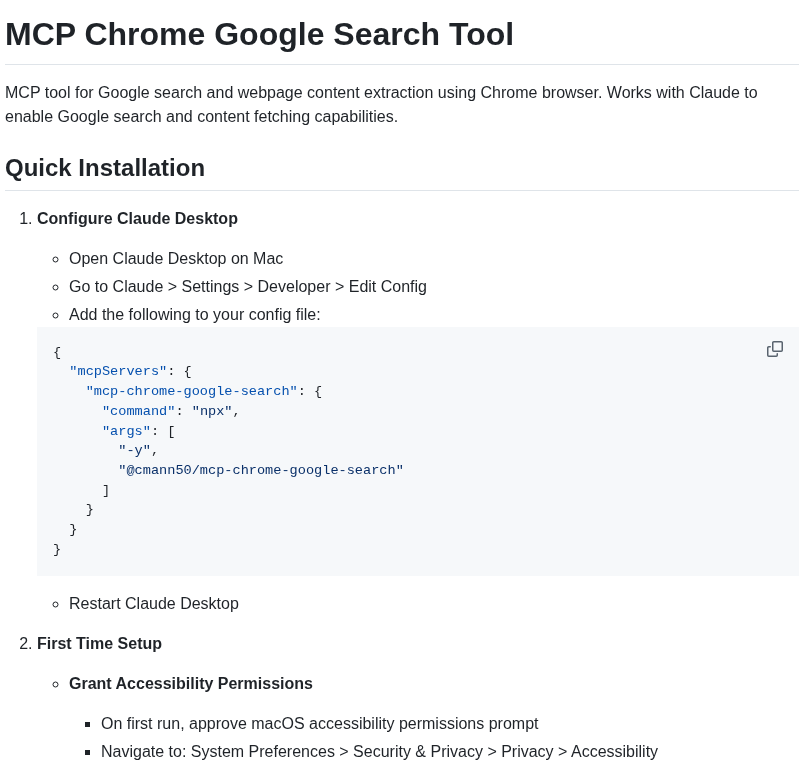 MCP Chrome Google Search Tool
MCP tool for Google search and webpage content extraction using Chrome browser. Works with Claude to
enable Google search and content fetching capabilities.
Quick Installation
1. Configure Claude Desktop
Open Claude Desktop on Mac
Go to Claude > Settings > Developer > Edit Config
Add the following to your config file:
{
  "mcpServers": {
    "mcp-chrome-google-search": {
      "command": "npx",
      "args": [
        "-y",
        "@cmann50/mcp-chrome-google-search"
      ]
    }
  }
}
Restart Claude Desktop
2. First Time Setup
Grant Accessibility Permissions
On first run, approve macOS accessibility permissions prompt
Navigate to: System Preferences > Security & Privacy > Privacy > Accessibility